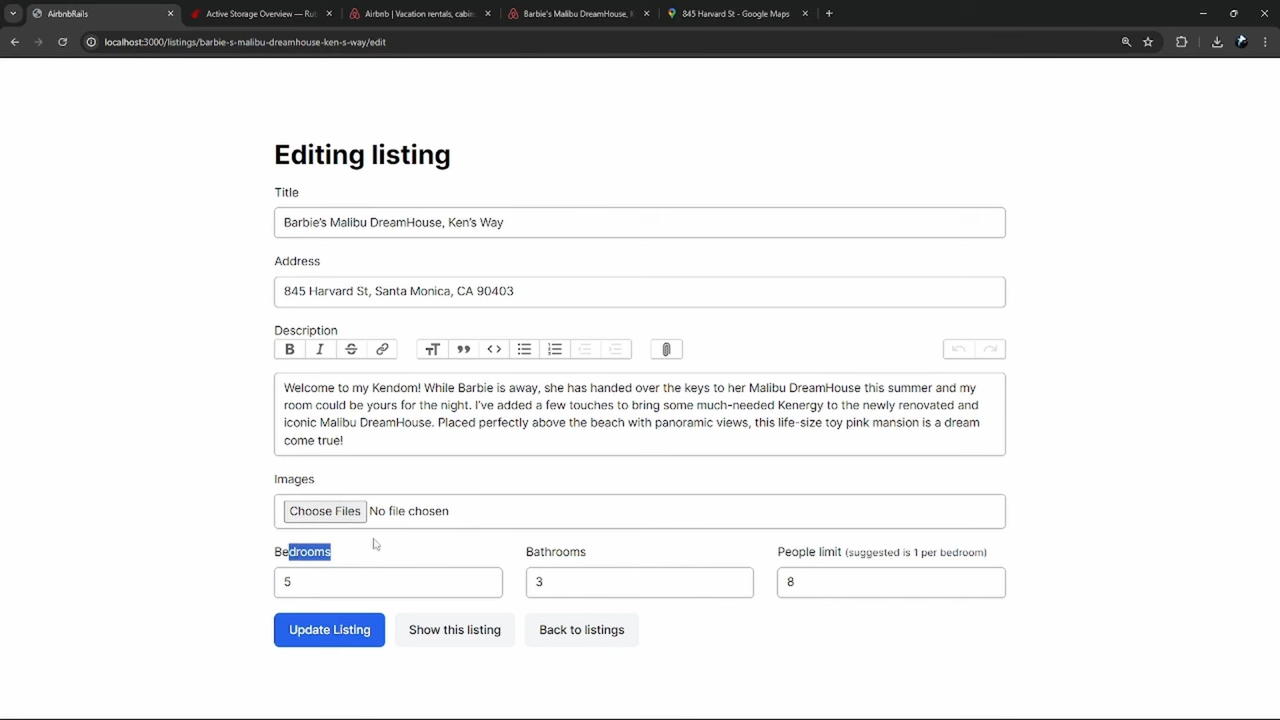 AirbnbRails
Active Storage Overview — Rub
Airbnb | Vacation rentals, cabin
Barbie's Malibu DreamHouse, K
845 Harvard St - Google Maps
localhost:3000/listings/barbie-s-malibu-dreamhouse-ken-s-way/edit
Editing listing
Title
Barbie's Malibu DreamHouse, Ken's Way
Address
845 Harvard St, Santa Monica, CA 90403
Description
Welcome to my Kendom! While Barbie is away, she has handed over the keys to her Malibu DreamHouse this summer and my
room could be yours for the night. I've added a few touches to bring some much-needed Kenergy to the newly renovated and
iconic Malibu DreamHouse. Placed perfectly above the beach with panoramic views, this life-size toy pink mansion is a dream
come true!
Images
Choose Files No file chosen
Bedrooms
Bathrooms
People limit (suggested is 1 per bedroom)
5
3
8
Update Listing
Show this listing
Back to listings